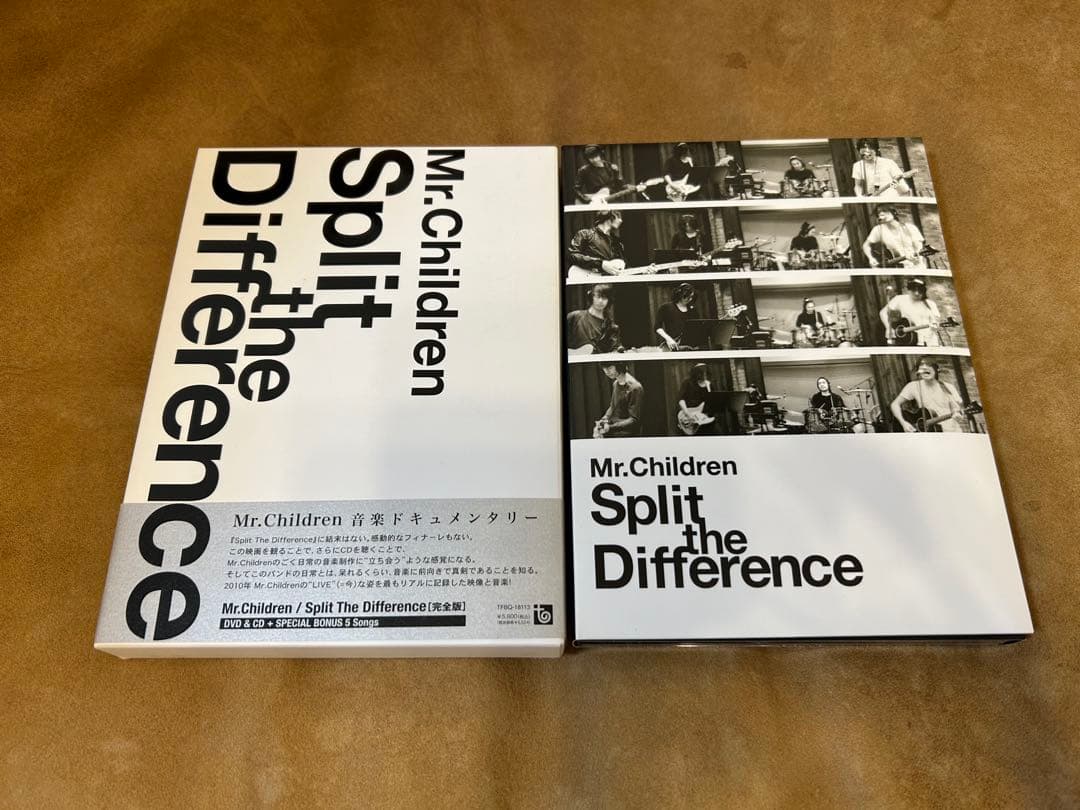 Mr.Children
Split
the
Difference
Mr.Children 音楽ドキュメンタリー
『Split The Difference』に結末はない。感動的なフィナーレもない。
この映画を観ることで、さらにCDを聴くことで、
Mr.Childrenのごく日常の音楽制作に“立ち会う”ような感覚になる。
そしてこのバンドの日常とは、呆れるくらい、音楽に前向きで真剣であることを知る。
2010年 Mr.Childrenの“LIVE”(=今)な姿を最もリアルに記録した映像と音楽!
Mr.Children / Split The Difference[完全版]
DVD & CD + SPECIAL BONUS 5 Songs
TFBQ-18113
Mr.Children
Split
the
Difference